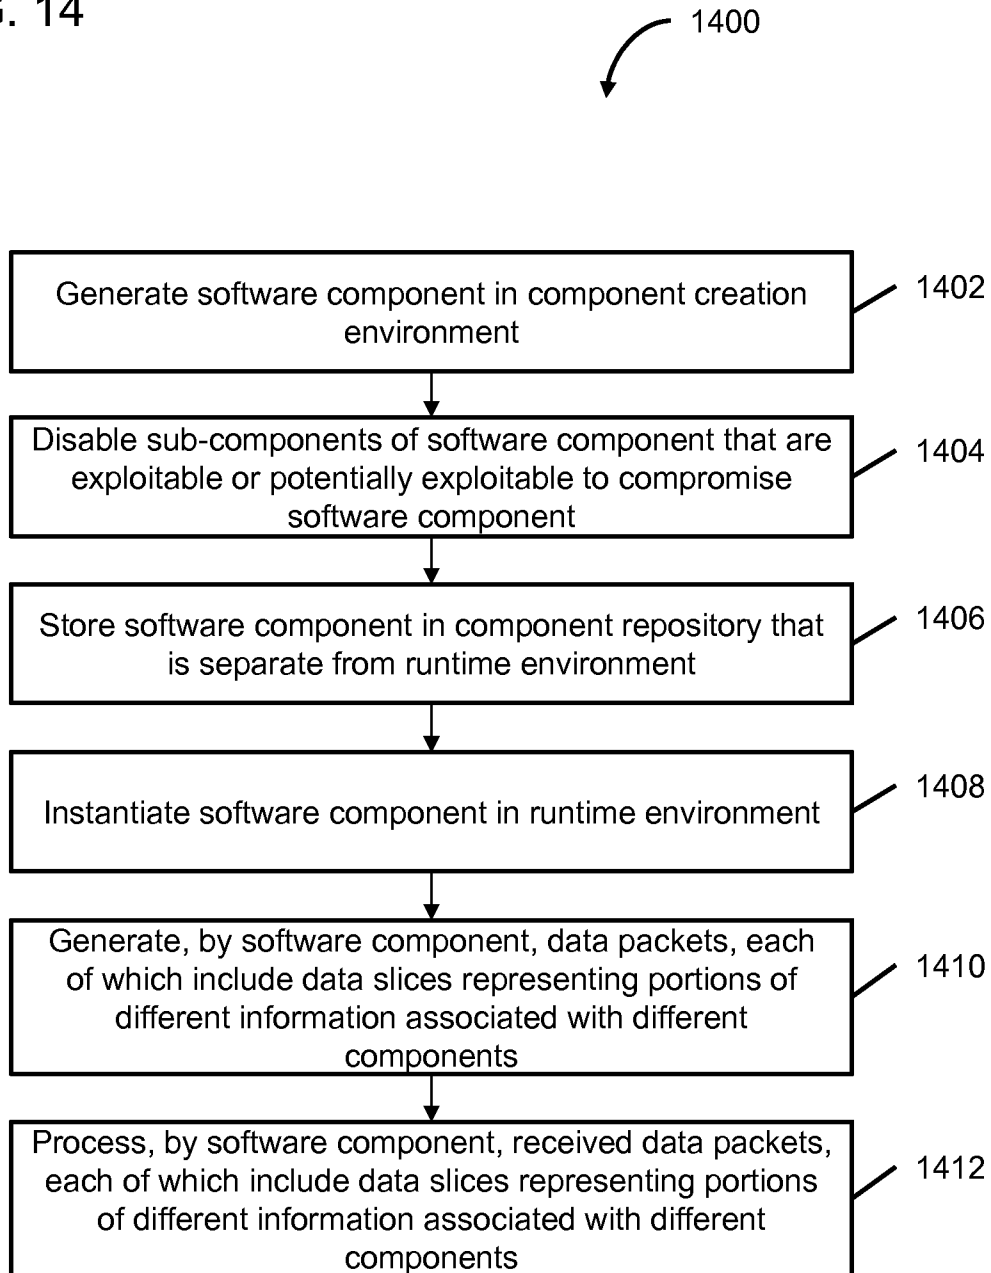 . 14
1400
Generate software component in component creation
environment
1402
Disable sub-components of software component that are
exploitable or potentially exploitable to compromise
software component
1404
Store software component in component repository that
is separate from runtime environment
1406
Instantiate software component in runtime environment
1408
Generate, by software component, data packets, each
of which include data slices representing portions of
different information associated with different
components
1410
Process, by software component, received data packets,
each of which include data slices representing portions
of different information associated with different
components
1412